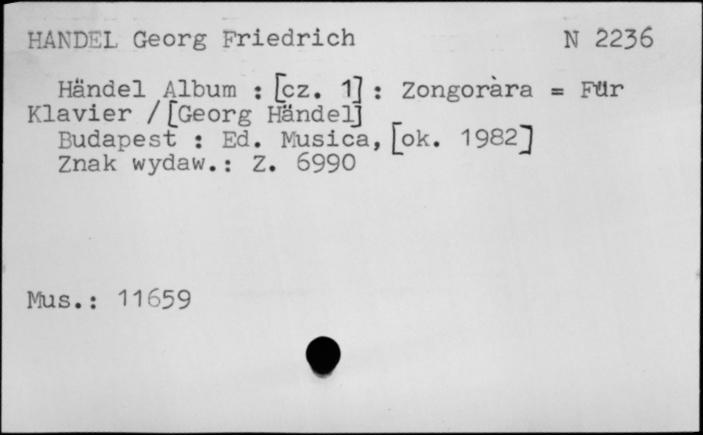 HANDEL Georg Friedrich N 2236
Händel Album : [cz. 1] : Zongoràra = Für
Klavier / [Georg Händel]
Budapest : Ed. Musica, [ok. 1982]
Znak wydaw.: Z. 6990
Mus.: 11659